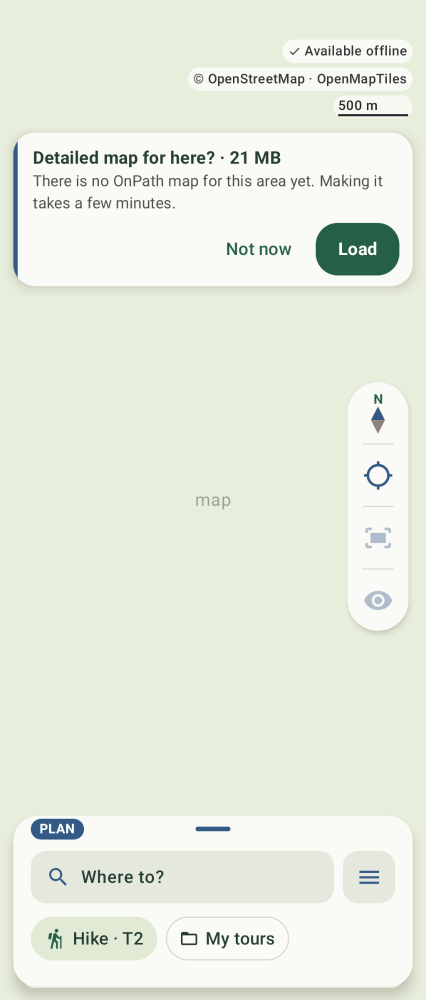 ✓ Available offline
© OpenStreetMap · OpenMapTiles
500 m
Detailed map for here? · 21 MB
There is no OnPath map for this area yet. Making it
takes a few minutes.
Not now
Load
N
map
PLAN
Where to?
Hike · T2
My tours